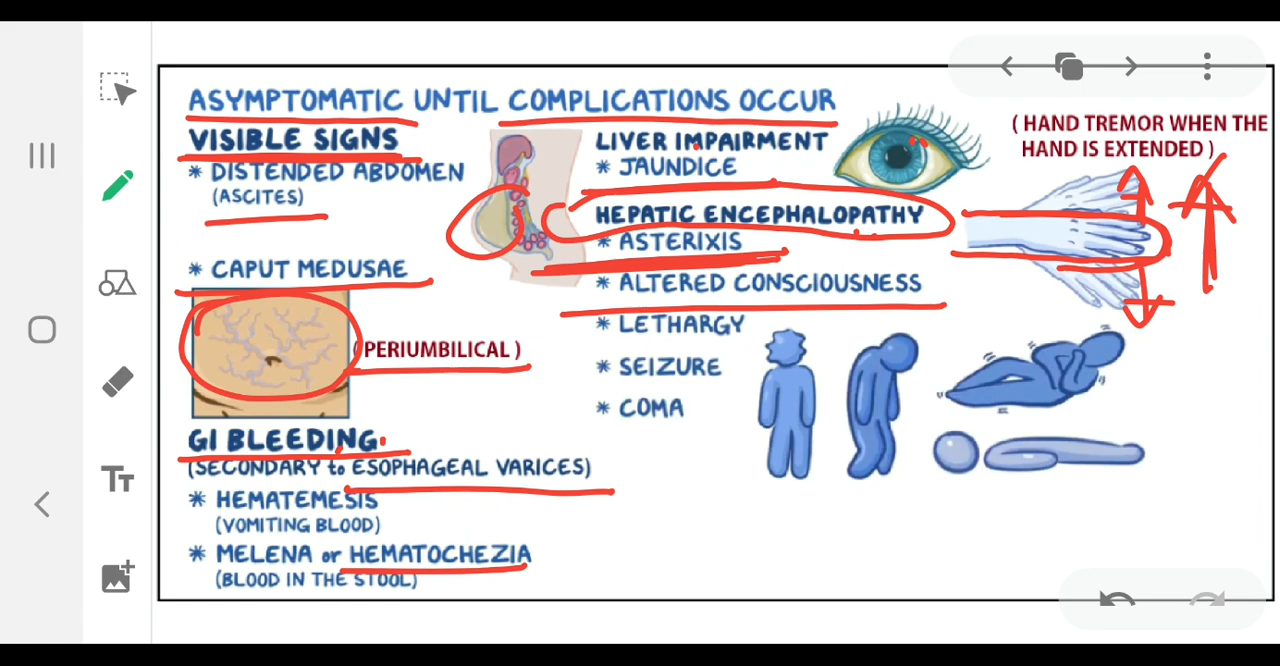 ASYMPTOMATIC UNTIL COMPLICATIONS OCCUR
VISIBLE SIGNS
* DISTENDED ABDOMEN
(ASCITES)
* CAPUT MEDUSAE
( PERIUMBILICAL )
GI BLEEDING
(SECONDARY to ESOPHAGEAL VARICES)
* HEMATEMESIS
(VOMITING BLOOD)
* MELENA or HEMATOCHEZIA
(BLOOD IN THE STOOL)
LIVER IMPAIRMENT
* JAUNDICE
HEPATIC ENCEPHALOPATHY
* ASTERIXIS
* ALTERED CONSCIOUSNESS
* LETHARGY
* SEIZURE
* COMA
( HAND TREMOR WHEN THE
HAND IS EXTENDED )
TT